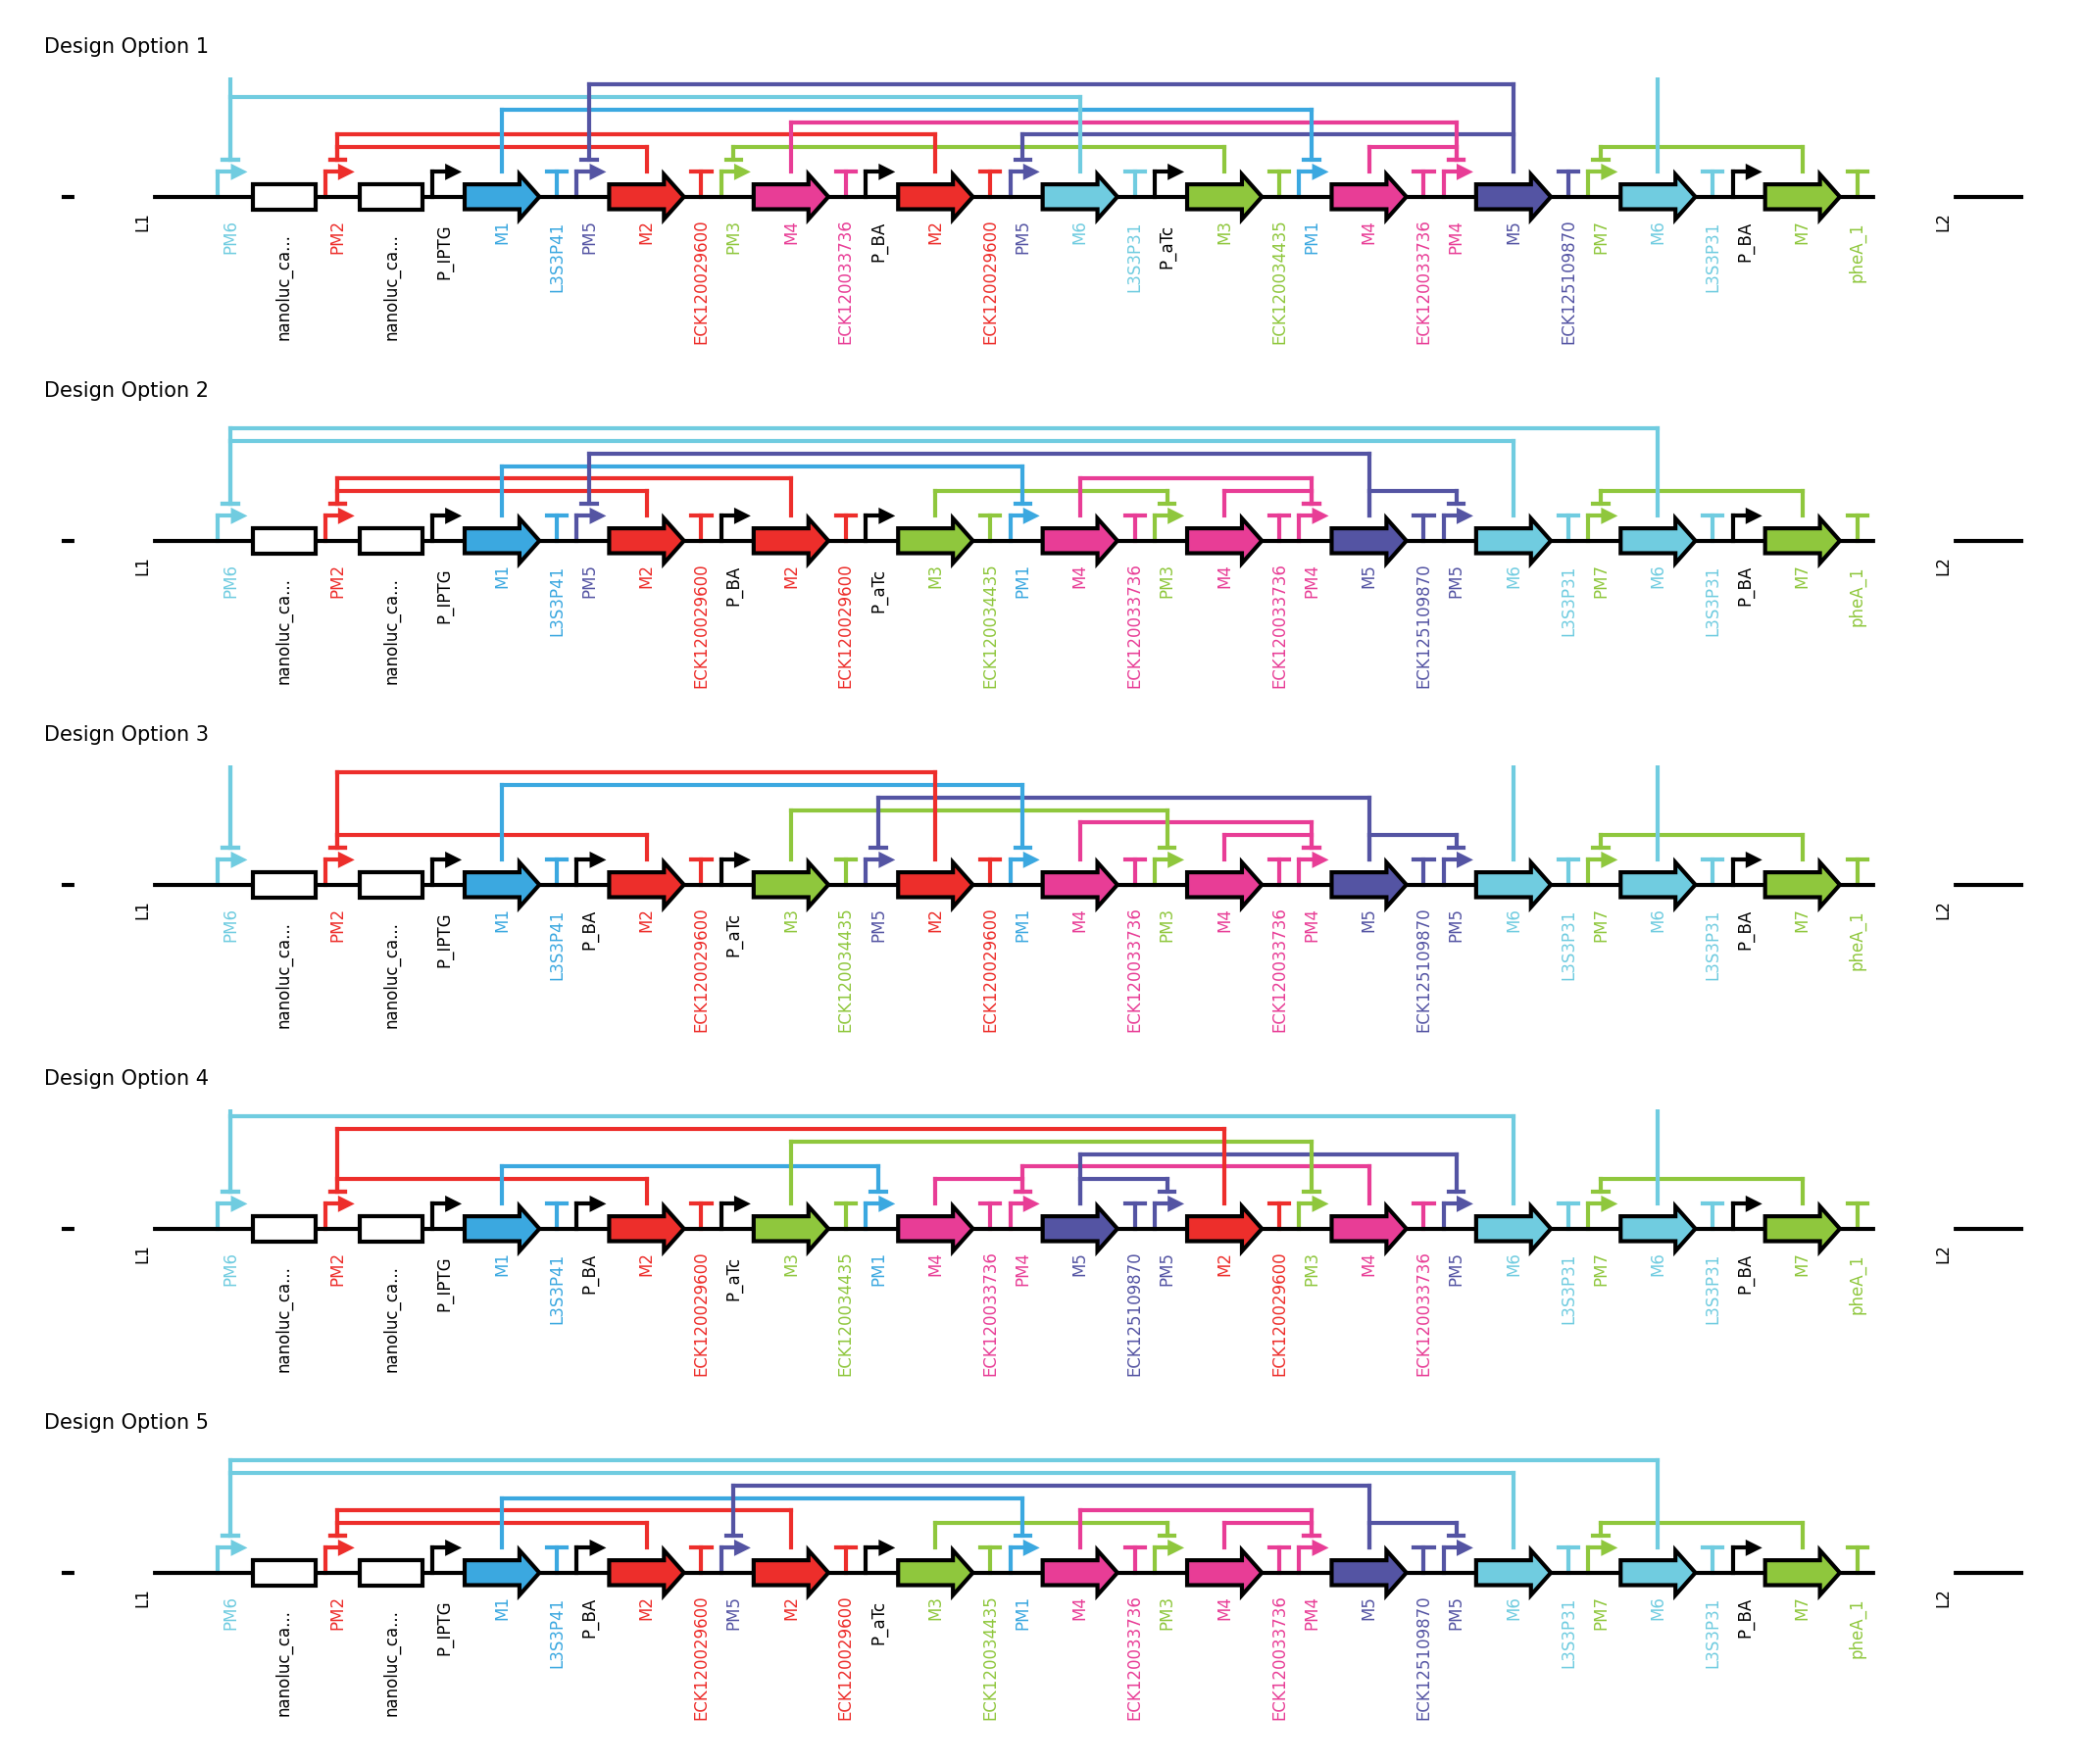 Design Option 1
L1
PM6
nanoluc_ca...
PM2
nanoluc_ca...
P_IPTG
M1
L3S3P41
PM5
M2
ECK120029600
PM3
M4
ECK120033736
P_BA
M2
ECK120029600
PM5
M6
L3S3P31
P_aTc
M3
ECK120034435
PM1
M4
ECK120033736
PM4
M5
ECK125109870
PM7
M6
L3S3P31
P_BA
M7
pheA_1
L2
Design Option 2
L1
PM6
nanoluc_ca...
PM2
nanoluc_ca...
P_IPTG
M1
L3S3P41
PM5
M2
ECK120029600
P_BA
M2
ECK120029600
P_aTc
M3
ECK120034435
PM1
M4
ECK120033736
PM3
M4
ECK120033736
PM4
M5
ECK125109870
PM5
M6
L3S3P31
PM7
M6
L3S3P31
P_BA
M7
pheA_1
L2
Design Option 3
L1
PM6
nanoluc_ca...
PM2
nanoluc_ca...
P_IPTG
M1
L3S3P41
P_BA
M2
ECK120029600
P_aTc
M3
ECK120034435
PM5
M2
ECK120029600
PM1
M4
ECK120033736
PM3
M4
ECK120033736
PM4
M5
ECK125109870
PM5
M6
L3S3P31
PM7
M6
L3S3P31
P_BA
M7
pheA_1
L2
Design Option 4
L1
PM6
nanoluc_ca...
PM2
nanoluc_ca...
P_IPTG
M1
L3S3P41
P_BA
M2
ECK120029600
P_aTc
M3
ECK120034435
PM1
M4
ECK120033736
PM4
M5
ECK125109870
PM5
M2
ECK120029600
PM3
M4
ECK120033736
PM5
M6
L3S3P31
PM7
M6
L3S3P31
P_BA
M7
pheA_1
L2
Design Option 5
L1
PM6
nanoluc_ca...
PM2
nanoluc_ca...
P_IPTG
M1
L3S3P41
P_BA
M2
ECK120029600
PM5
M2
ECK120029600
P_aTc
M3
ECK120034435
PM1
M4
ECK120033736
PM3
M4
ECK120033736
PM4
M5
ECK125109870
PM5
M6
L3S3P31
PM7
M6
L3S3P31
P_BA
M7
pheA_1
L2